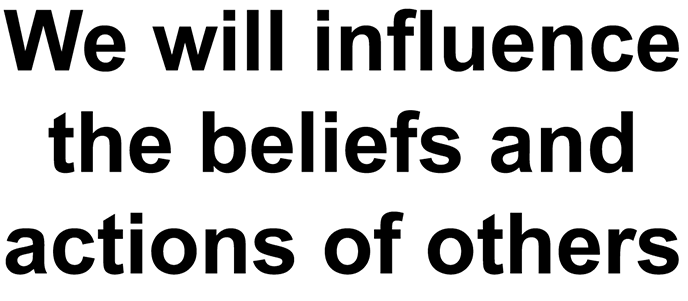 We will influence
the beliefs and
actions of others